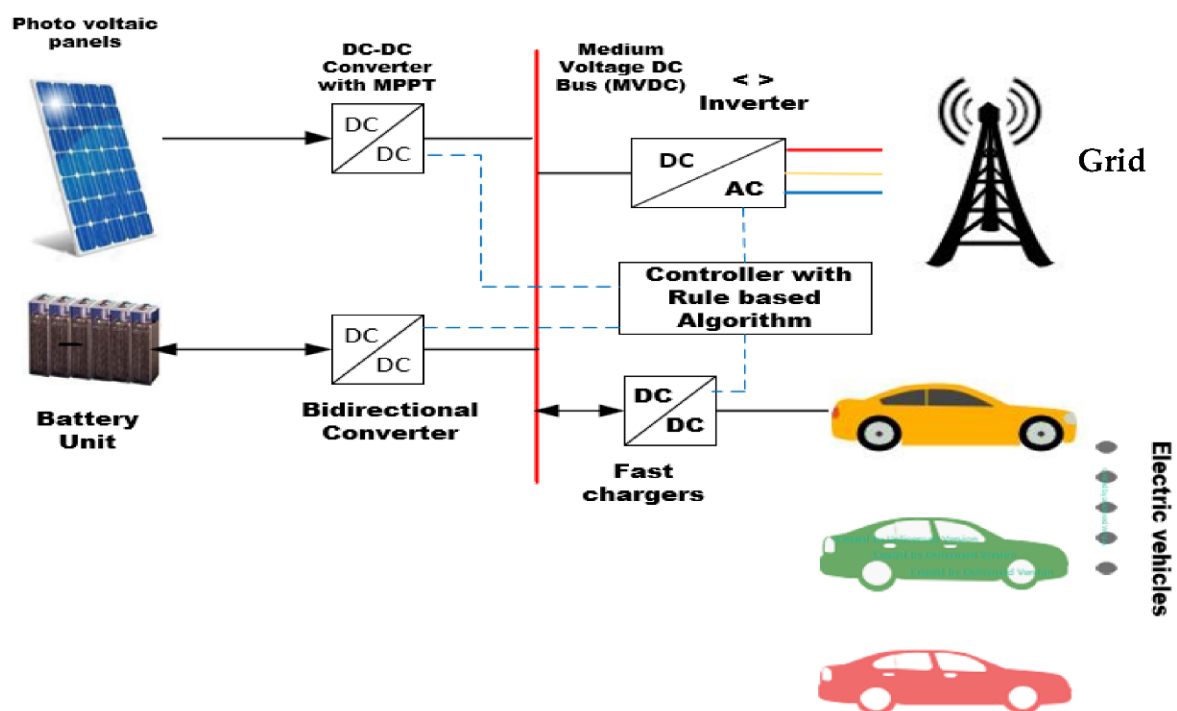 Photo voltaic
panels
DC-DC
Converter
with MPPT
Medium
Voltage DC
Bus (MVDC)
< >
Inverter
DC
DC
DC
AC
Grid
Controller with
Rule based
Algorithm
DC
DC
Battery
Unit
Bidirectional
Converter
DC
DC
Fast
chargers
Electric vehicles